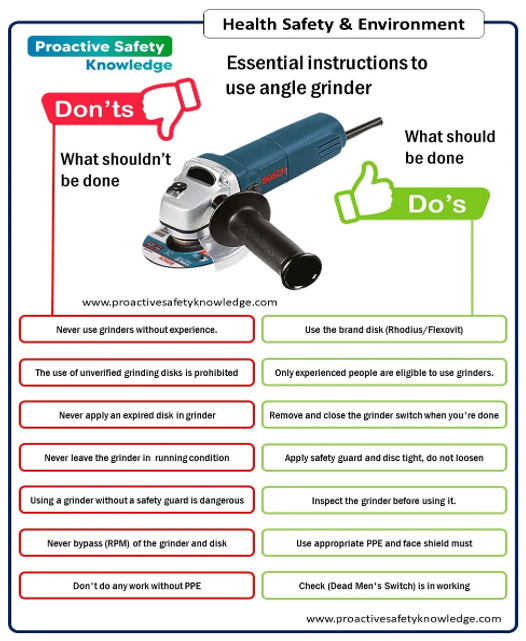 Health Safety & Environment
Proactive Safety
Knowledge
Essential instructions to
use angle grinder
Don'ts
What shouldn't
be done
What should
be done
Do's
BOSCH
www.proactivesafetyknowledge.com
Never use grinders without experience.
Use the brand disk (Rhodius/Flexovit)
The use of unverified grinding disks is prohibited
Only experienced people are eligible to use grinders.
Never apply an expired disk in grinder
Remove and close the grinder switch when you're done
Never leave the grinder in running condition
Apply safety guard and disc tight, do not loosen
Using a grinder without a safety guard is dangerous
Inspect the grinder before using it.
Never bypass (RPM) of the grinder and disk
Use appropriate PPE and face shield must
Don't do any work without PPE
Check (Dead Men's Switch) is in working
www.proactivesafetyknowledge.com